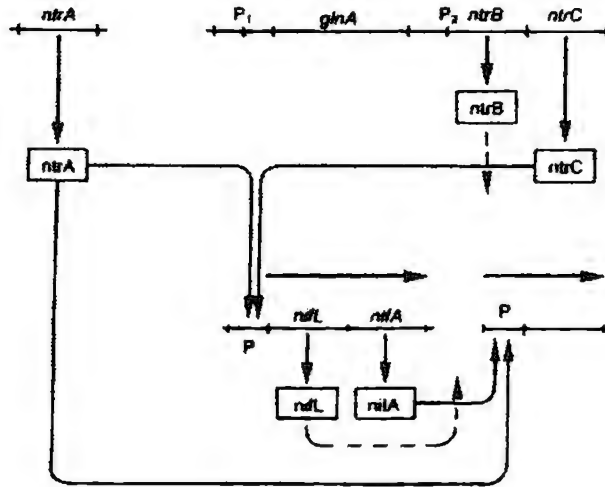 ntrA P1 glnA P2 ntrB ntrC
ntrB
ntrA ntrC
P
nifL nifA
P
nifL nifA